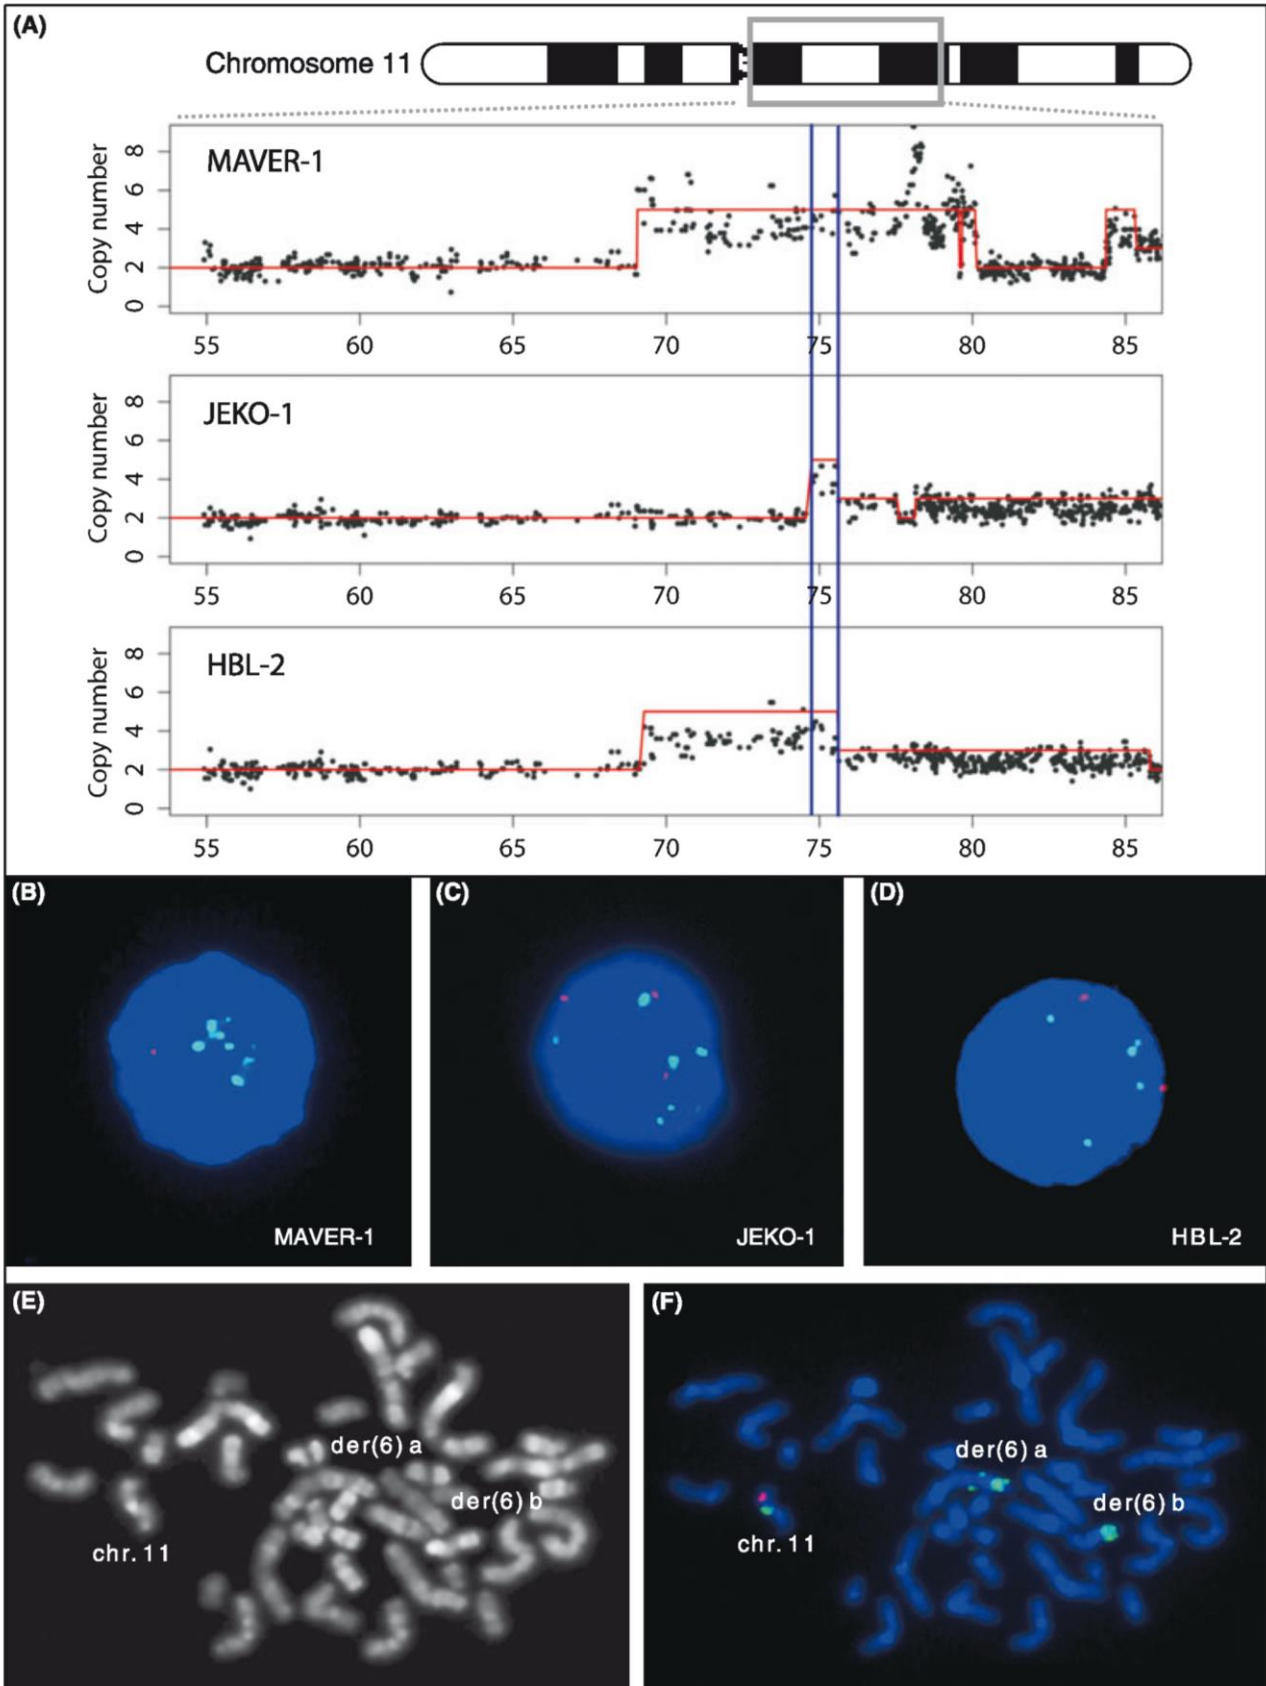 (A)
Chromosome 11
MAVER-1
Copy number
8
6
4
2
0
55 60 65 70 75 80 85
JEKO-1
Copy number
8
6
4
2
0
55 60 65 70 75 80 85
HBL-2
Copy number
8
6
4
2
0
55 60 65 70 75 80 85
(B)
MAVER-1
(C)
JEKO-1
(D)
HBL-2
(E)
der(6) a
der(6) b
chr. 11
(F)
der(6) a
der(6) b
chr. 11